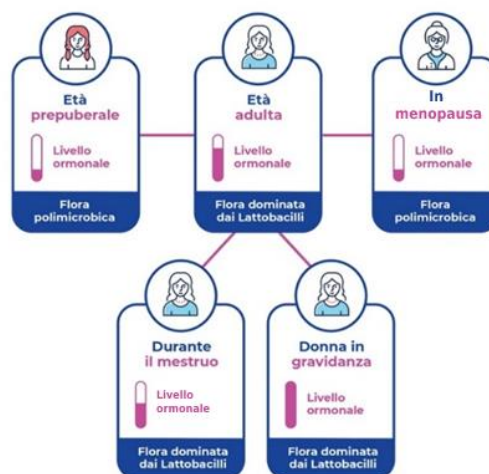 Età
prepuberale
Livello
ormonale
Flora
polimicrobica
Età
adulta
Livello
ormonale
Flora dominata
dai Lattobacilli
In
menopausa
Livello
ormonale
Flora
polimicrobica
Durante
il mestruo
Livello
ormonale
Flora dominata
dai Lattobacilli
Donna in
gravidanza
Livello
ormonale
Flora dominata
dai Lattobacilli